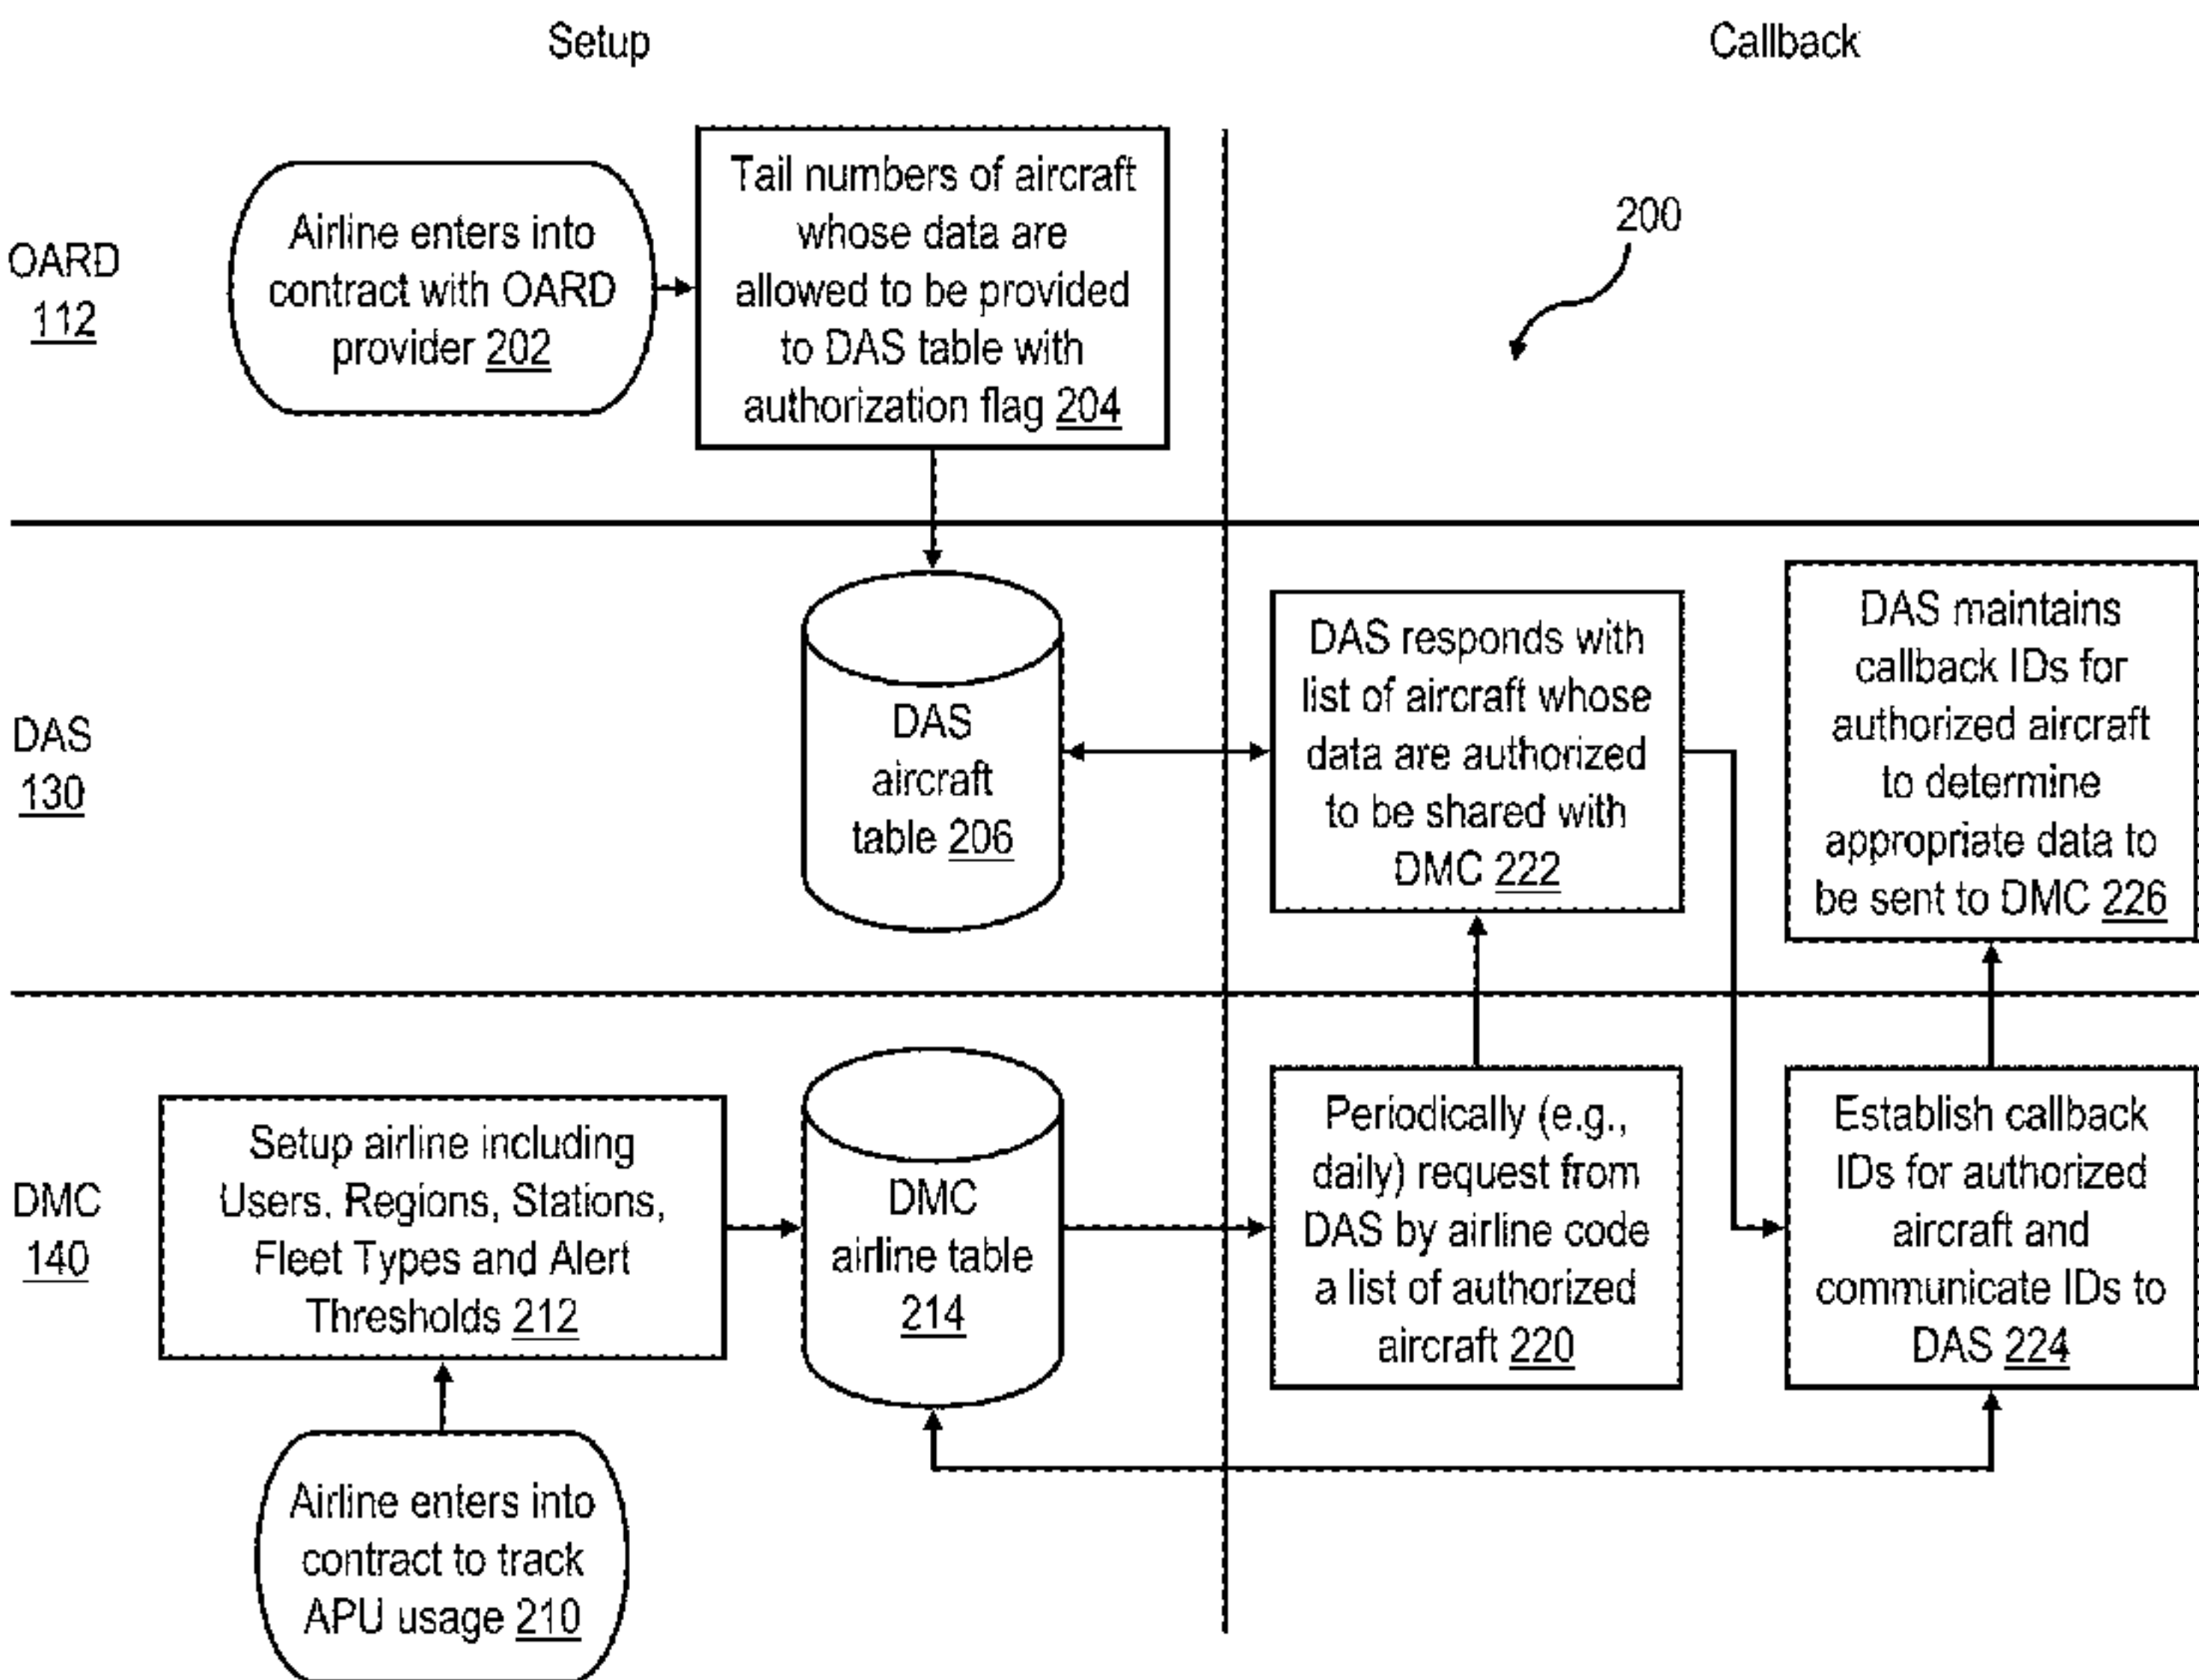 Setup
Callback
OARD
112
Airline enters into
contract with OARD
provider 202
Tail numbers of aircraft
whose data are
allowed to be provided
to DAS table with
authorization flag 204
200
DAS
130
DAS
aircraft
table 206
DAS responds with
list of aircraft whose
data are authorized
to be shared with
DMC 222
DAS maintains
callback IDs for
authorized aircraft
to determine
appropriate data to
be sent to DMC 226
DMC
140
Setup airline including
Users, Regions, Stations,
Fleet Types and Alert
Thresholds 212
DMC
airline table
214
Periodically (e.g.,
daily) request from
DAS by airline code
a list of authorized
aircraft 220
Establish callback
IDs for authorized
aircraft and
communicate IDs to
DAS 224
Airline enters into
contract to track
APU usage 210